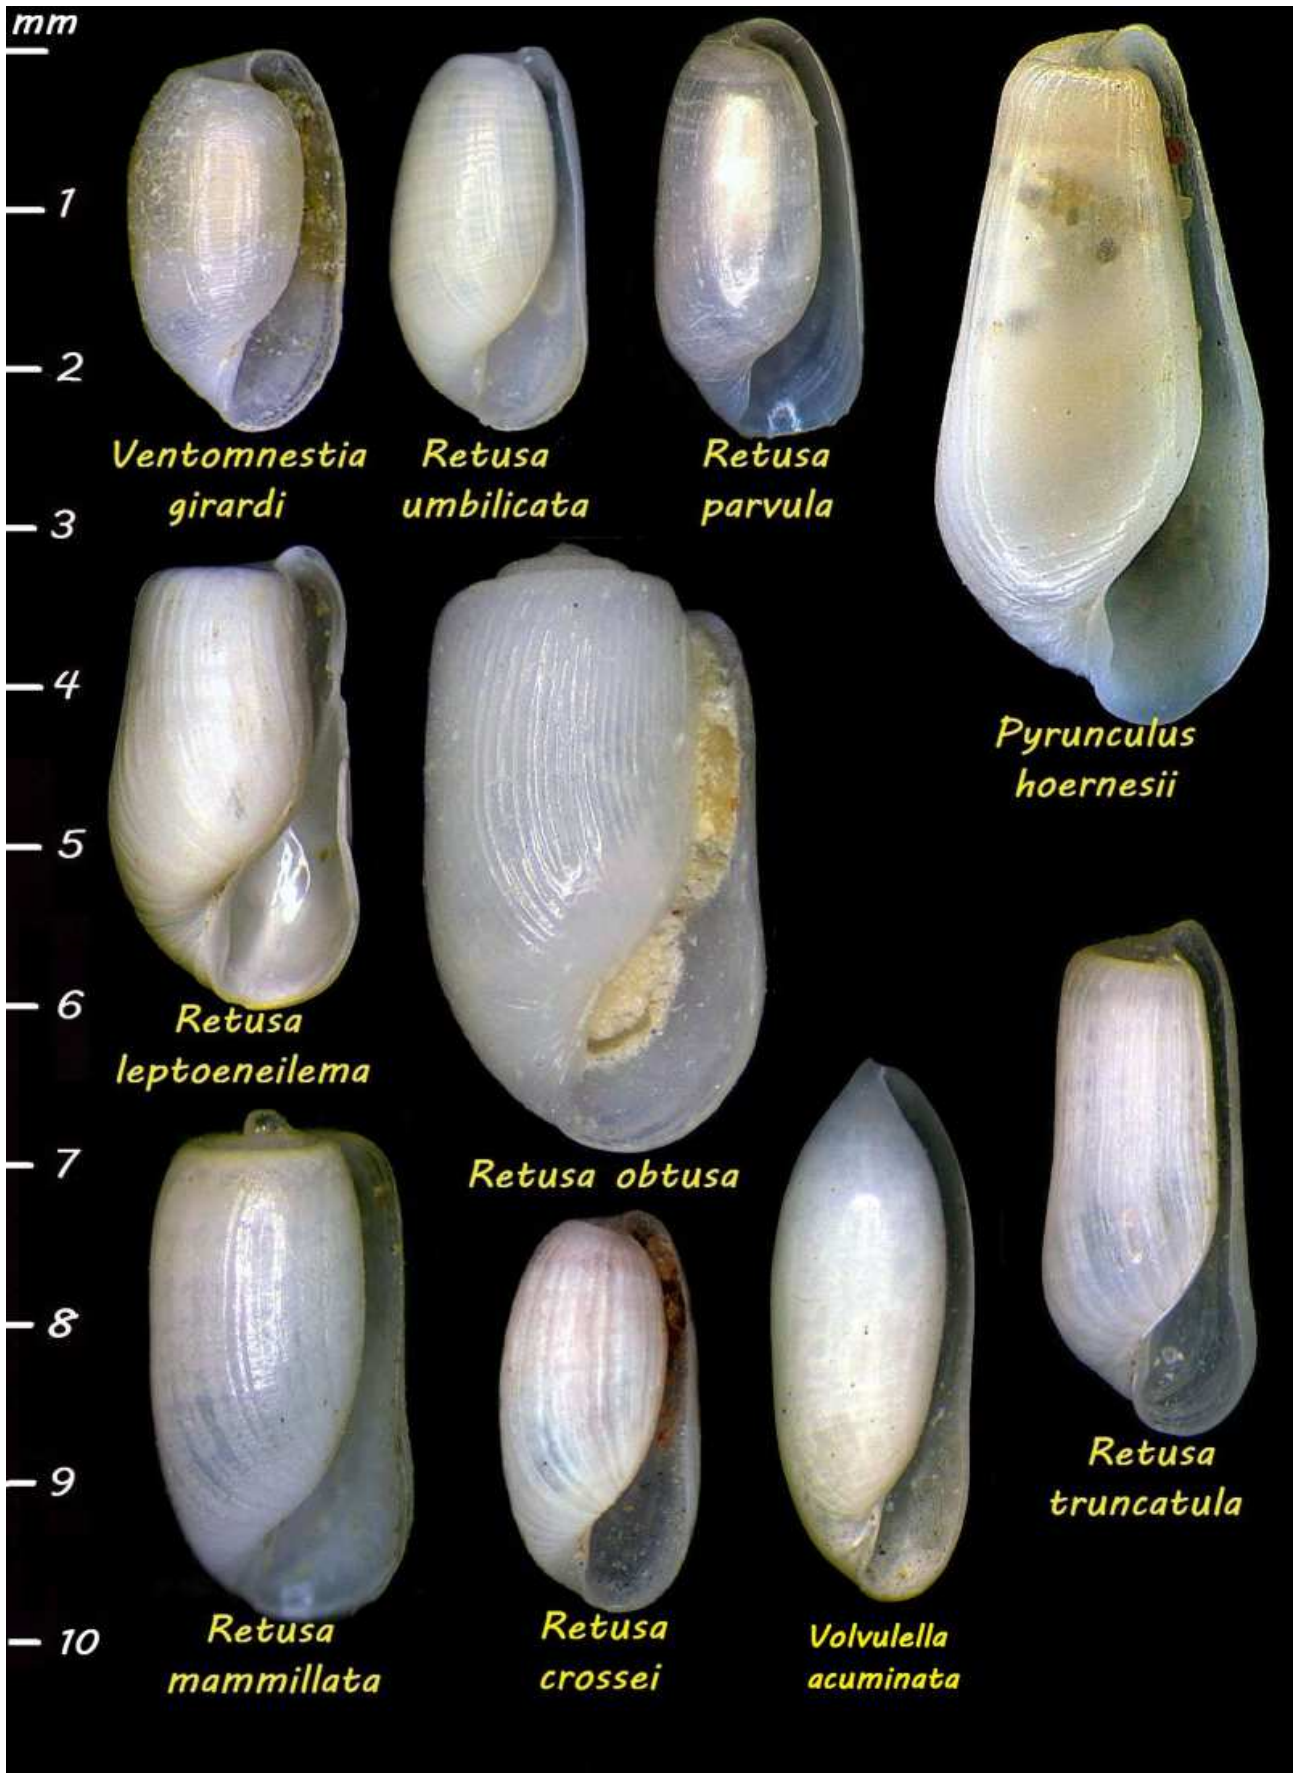 mm
1
2
Ventomnestia
girardi
Retusa
umbilicata
Retusa
parvula
3
4
Pyrunculus
hoernesii
5
6
Retusa
leptoeneilema
7
Retusa obtusa
8
Retusa
truncatula
9
10
Retusa
mammillata
Retusa
crossei
Volvulella
acuminata